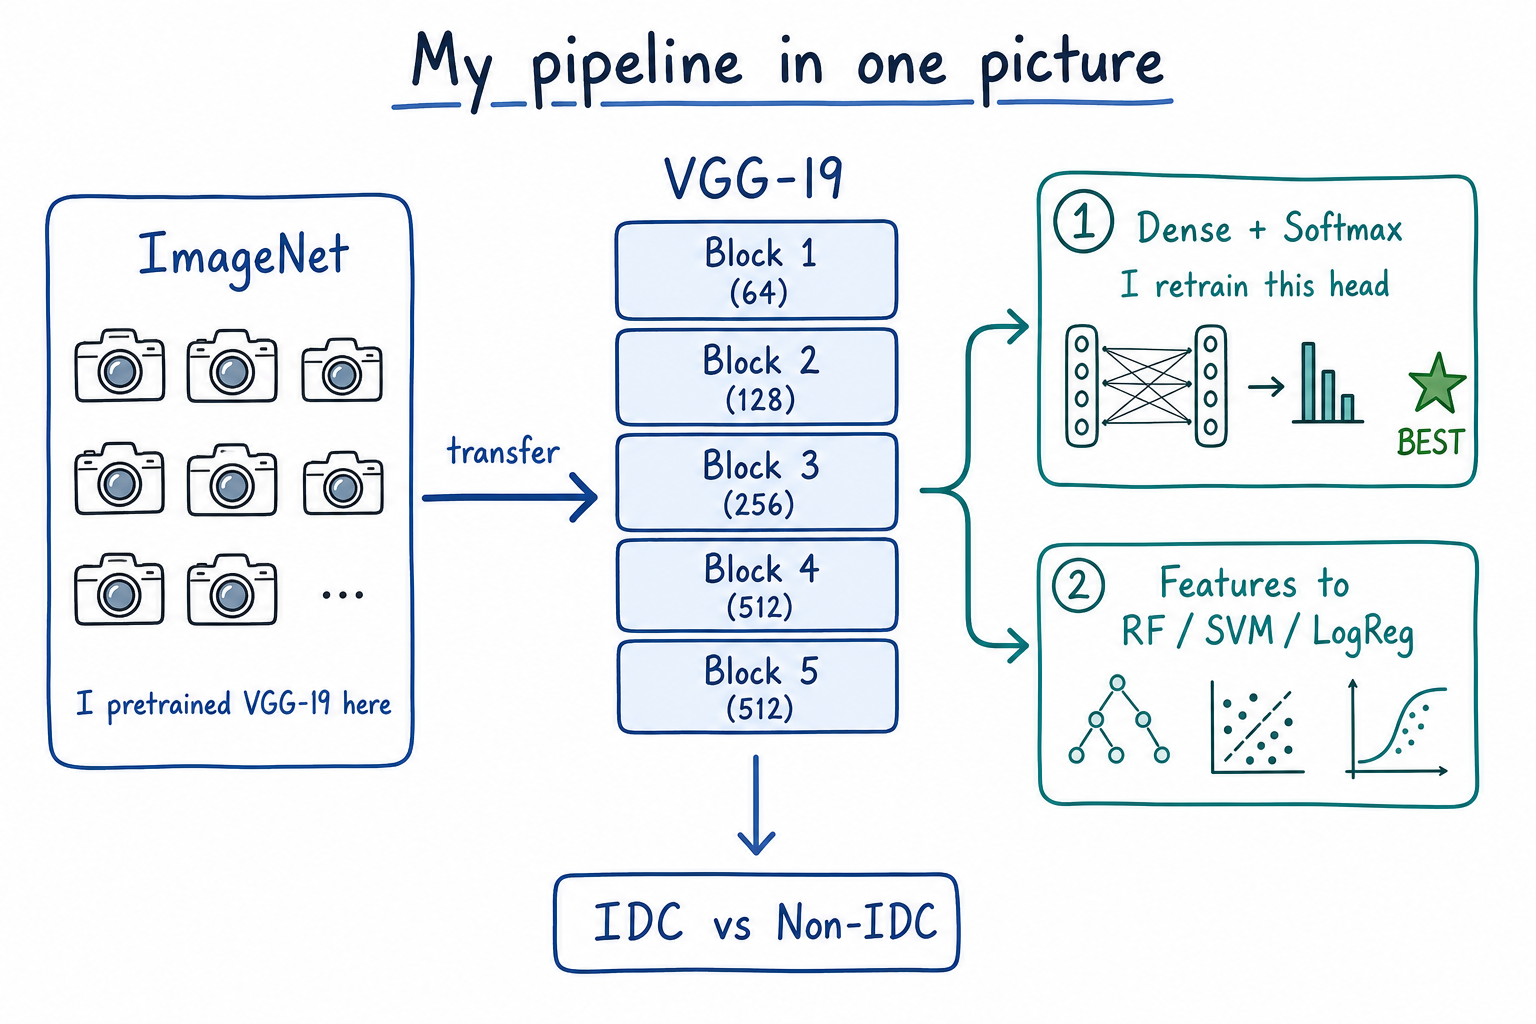 My pipeline in one picture
ImageNet
I pretrained VGG-19 here
transfer
VGG-19
Block 1
(64)
Block 2
(128)
Block 3
(256)
Block 4
(512)
Block 5
(512)
IDC vs Non-IDC
1 Dense + Softmax
I retrain this head
BEST
2 Features to
RF / SVM / LogReg